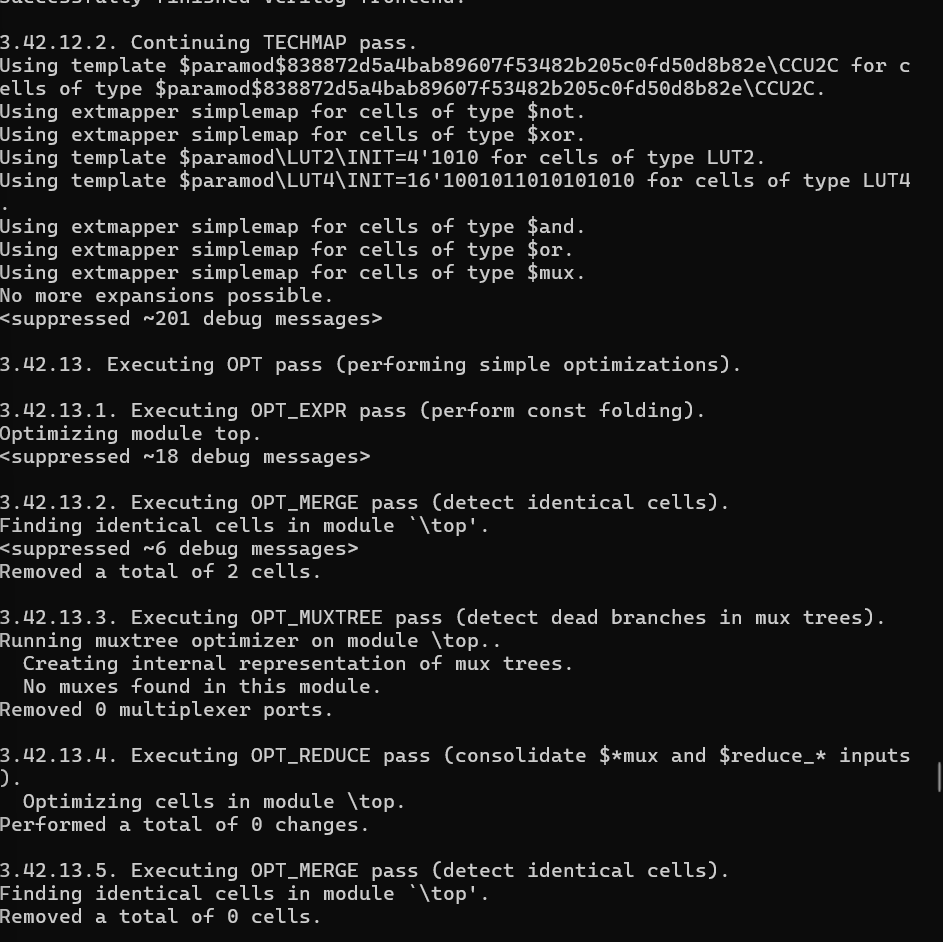 Successfully finished Verilog frontend.

3.42.12.2. Continuing TECHMAP pass.
Using template $paramod$838872d5a4bab89607f53482b205c0fd50d8b82e\CCU2C for c
ells of type $paramod$838872d5a4bab89607f53482b205c0fd50d8b82e\CCU2C.
Using extmapper simplemap for cells of type $not.
Using extmapper simplemap for cells of type $xor.
Using template $paramod\LUT2\INIT=4'1010 for cells of type LUT2.
Using template $paramod\LUT4\INIT=16'1001011010101010 for cells of type LUT4
.
Using extmapper simplemap for cells of type $and.
Using extmapper simplemap for cells of type $or.
Using extmapper simplemap for cells of type $mux.
No more expansions possible.
<suppressed ~201 debug messages>

3.42.13. Executing OPT pass (performing simple optimizations).

3.42.13.1. Executing OPT_EXPR pass (perform const folding).
Optimizing module top.
<suppressed ~18 debug messages>

3.42.13.2. Executing OPT_MERGE pass (detect identical cells).
Finding identical cells in module `\top'.
<suppressed ~6 debug messages>
Removed a total of 2 cells.

3.42.13.3. Executing OPT_MUXTREE pass (detect dead branches in mux trees).
Running muxtree optimizer on module \top..
  Creating internal representation of mux trees.
  No muxes found in this module.
Removed 0 multiplexer ports.

3.42.13.4. Executing OPT_REDUCE pass (consolidate $*mux and $reduce_* inputs
).
  Optimizing cells in module \top.
Performed a total of 0 changes.

3.42.13.5. Executing OPT_MERGE pass (detect identical cells).
Finding identical cells in module `\top'.
Removed a total of 0 cells.